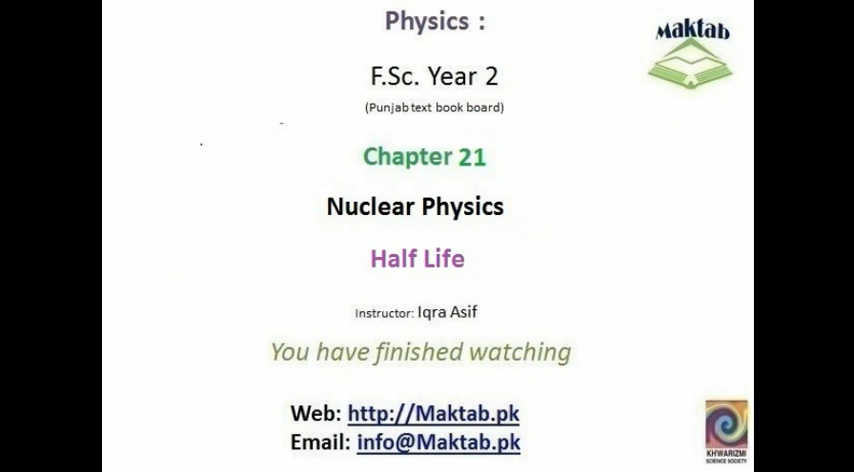 Physics :
Maktab
F.Sc. Year 2
(Punjab text book board)
Chapter 21
Nuclear Physics
Half Life
Instructor: Iqra Asif
You have finished watching
Web: http://Maktab.pk
Email: info@Maktab.pk
KHWARIZMI
SCIENCE SOCIETY